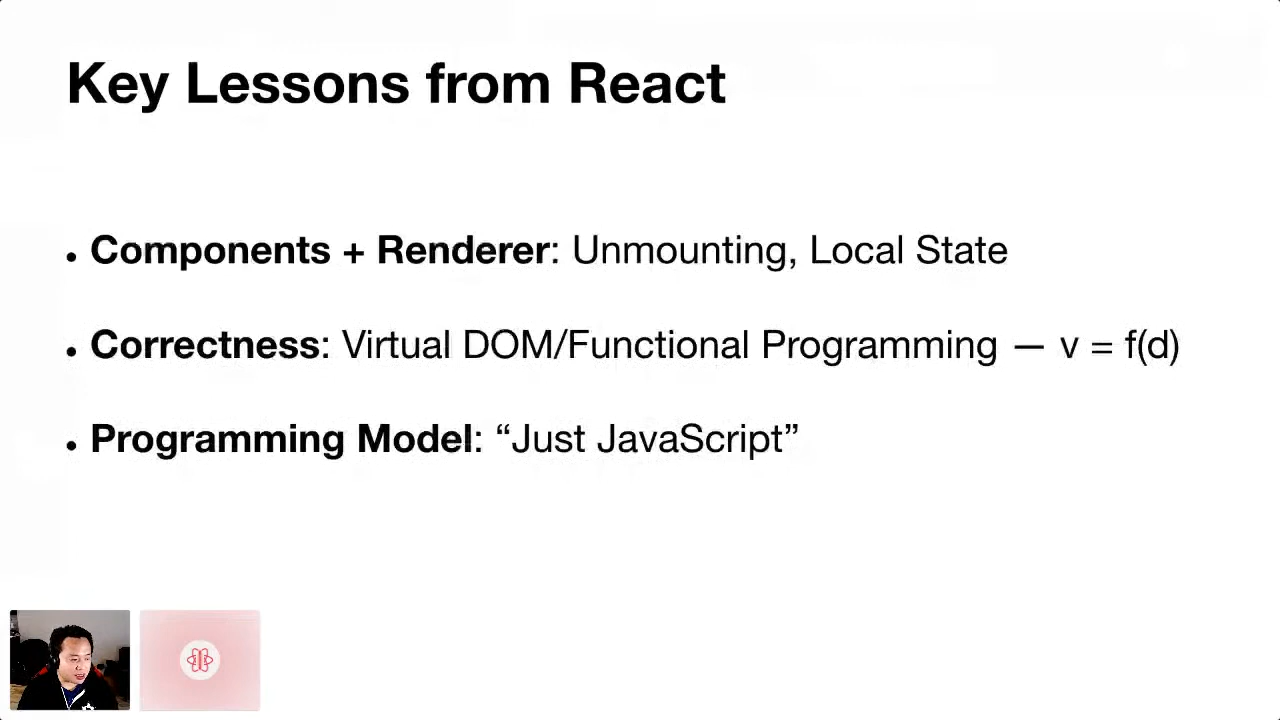 Key Lessons from React
• Components + Renderer: Unmounting, Local State
• Correctness: Virtual DOM/Functional Programming — v = f(d)
• Programming Model: “Just JavaScript”